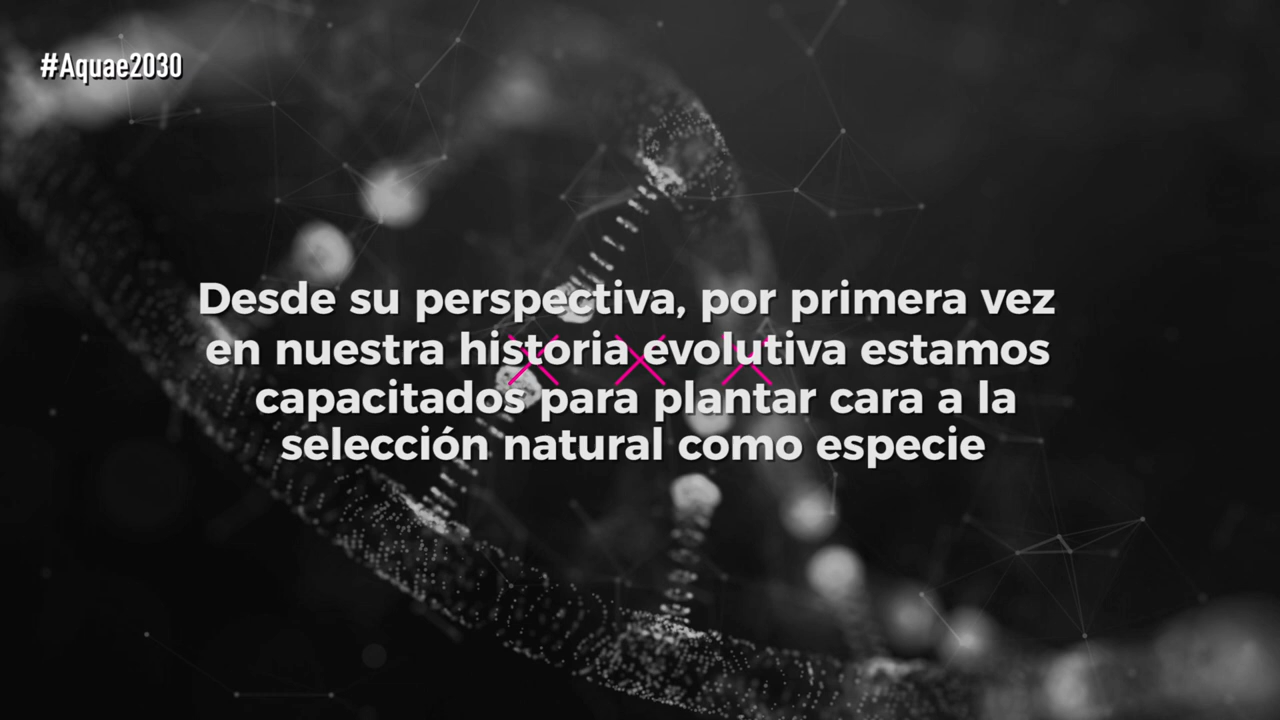 #Aquae2030
Desde su perspectiva, por primera vez
en nuestra historia evolutiva estamos
capacitados para plantar cara a la
selección natural como especie